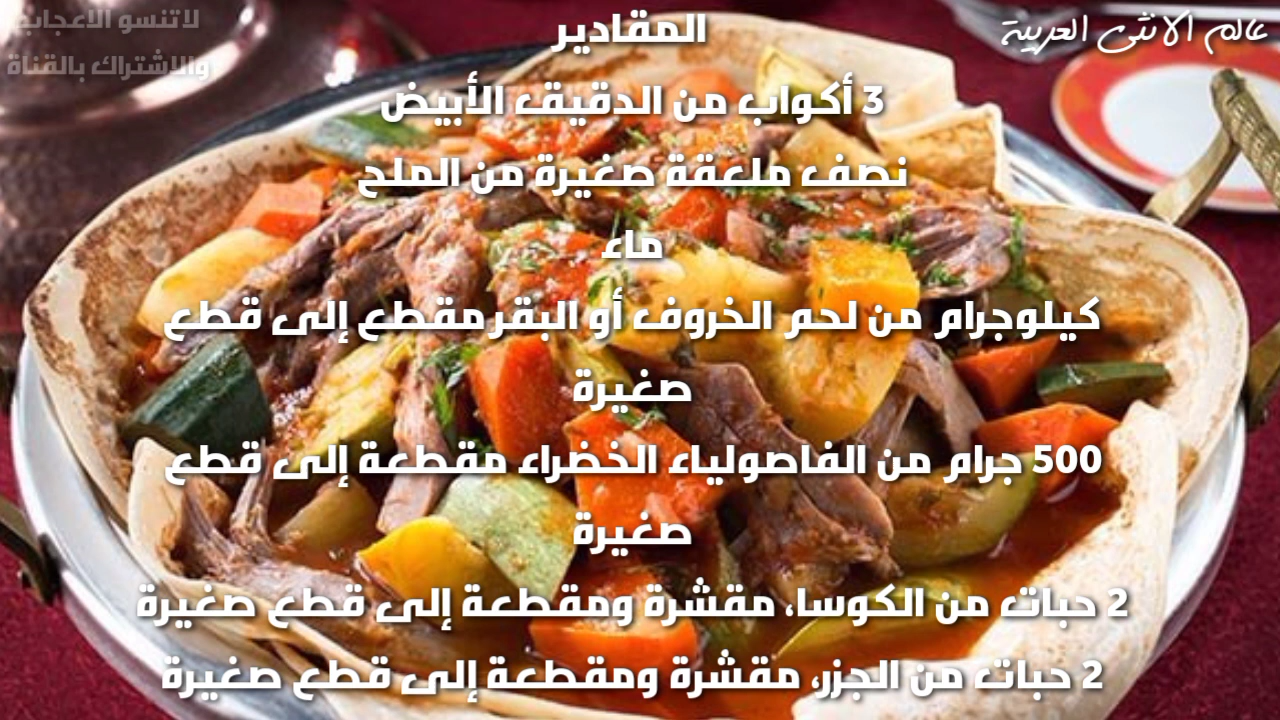 عالم الانثى العربية
لاتنسو الاعجاب
والاشتراك بالقناة
المقادير
3 أكواب من الدقيق الأبيض
نصف ملعقة صغيرة من الملح
ماء
كيلوجرام من لحم الخروف أو البقر مقطع إلى قطع
صغيرة
500 جرام من الفاصولياء الخضراء مقطعة إلى قطع
صغيرة
2 حبات من الكوسا، مقشرة ومقطعة إلى قطع صغيرة
2 حبات من الجزر، مقشرة ومقطعة إلى قطع صغيرة